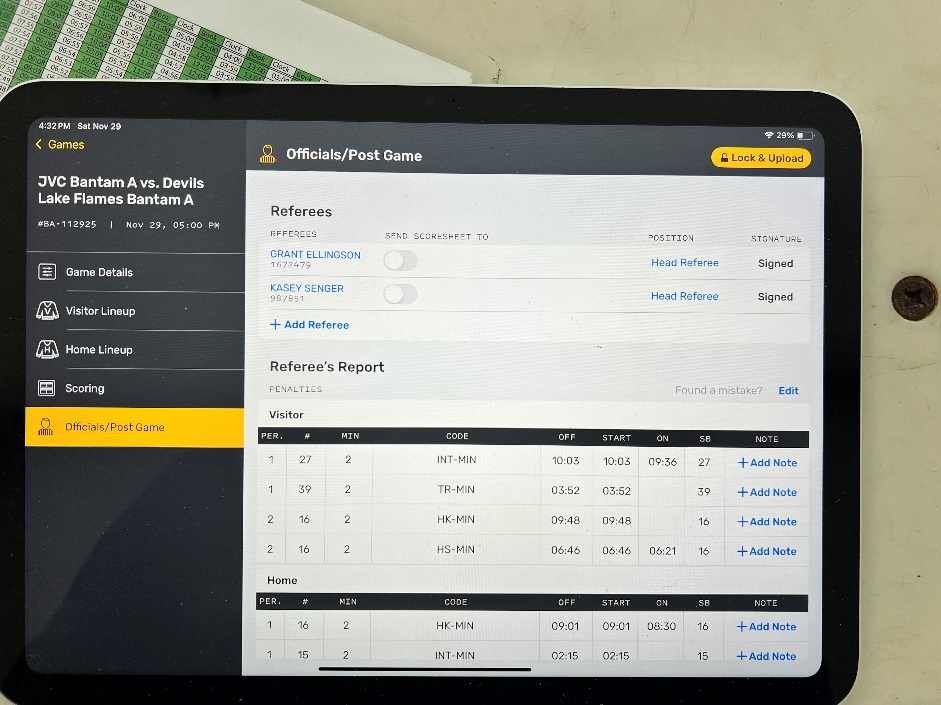 Clock
Clock
Book
Clock
Book
Clock
4:32 PM Sat Nov 29
29%
Games
Officials/Post Game
Lock & Upload
JVC Bantam A vs. Devils
Lake Flames Bantam A
#BA-112925 | Nov 29, 05:00 PM
Game Details
Visitor Lineup
Home Lineup
Scoring
Officials/Post Game
Referees
REFEREES SEND SCORESHEET TO POSITION SIGNATURE
GRANT ELLINGSON Head Referee Signed
1672479
KASEY SENGER Head Referee Signed
987851
+ Add Referee
Referee's Report
PENALTIES Found a mistake? Edit
Visitor
PER. # MIN CODE OFF START ON SB NOTE
1 27 2 INT-MIN 10:03 10:03 09:36 27 +Add Note
1 39 2 TR-MIN 03:52 03:52 39 +Add Note
2 16 2 HK-MIN 09:48 09:48 16 +Add Note
2 16 2 HS-MIN 06:46 06:46 06:21 16 +Add Note
Home
PER. # MIN CODE OFF START ON SB NOTE
1 16 2 HK-MIN 09:01 09:01 08:30 16 +Add Note
1 15 2 INT-MIN 02:15 02:15 15 +Add Note